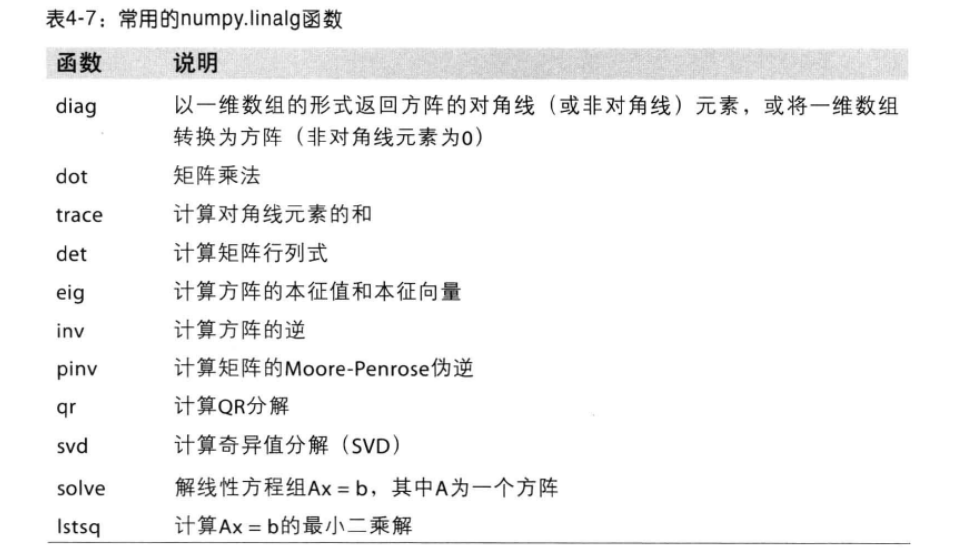 表4-7：常用的numpy.linalg函数
函数 说明
diag 以一维数组的形式返回方阵的对角线（或非对角线）元素，或将一维数组
转换为方阵（非对角线元素为0）
dot 矩阵乘法
trace 计算对角线元素的和
det 计算矩阵行列式
eig 计算方阵的本征值和本征向量
inv 计算方阵的逆
pinv 计算矩阵的Moore-Penrose伪逆
qr 计算QR分解
svd 计算奇异值分解（SVD）
solve 解线性方程组Ax = b，其中A为一个方阵
lstsq 计算Ax = b的最小二乘解